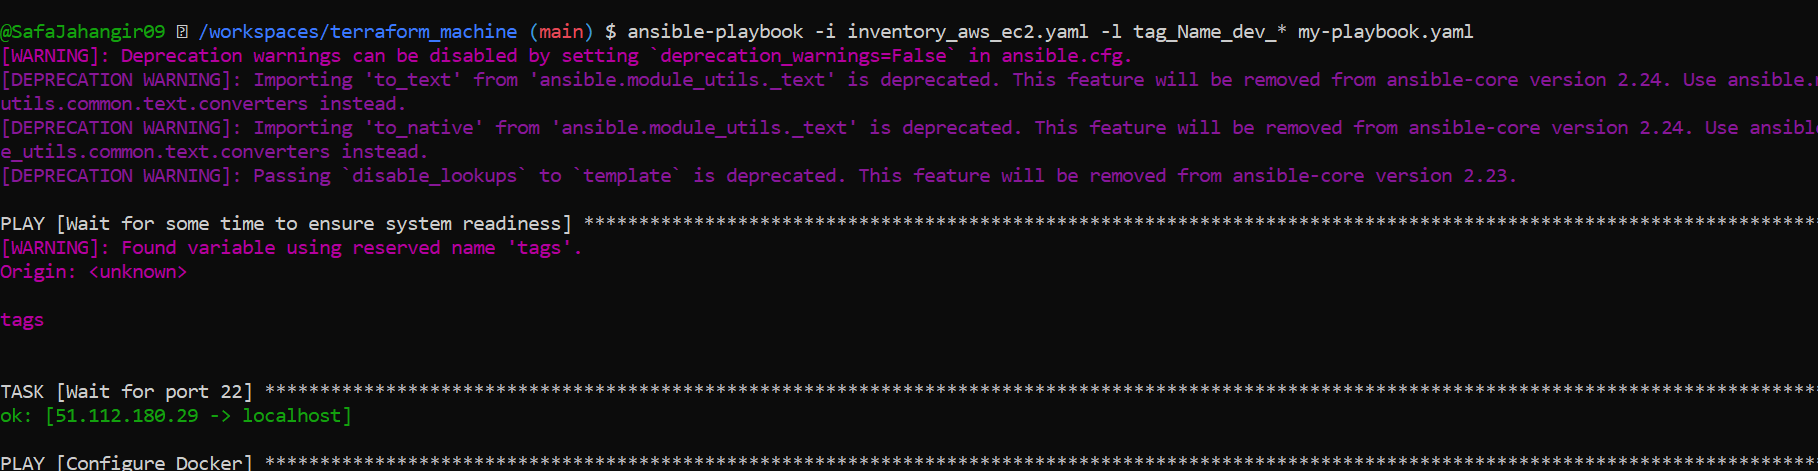 @SafaJahangir09 /workspaces/terraform_machine (main) $ ansible-playbook -i inventory_aws_ec2.yaml -l tag_Name_dev_* my-playbook.yaml
[WARNING]: Deprecation warnings can be disabled by setting `deprecation_warnings=False` in ansible.cfg.
[DEPRECATION WARNING]: Importing 'to_text' from 'ansible.module_utils._text' is deprecated. This feature will be removed from ansible-core version 2.24. Use ansible.
utils.common.text.converters instead.
[DEPRECATION WARNING]: Importing 'to_native' from 'ansible.module_utils._text' is deprecated. This feature will be removed from ansible-core version 2.24. Use ansibl
e_utils.common.text.converters instead.
[DEPRECATION WARNING]: Passing `disable_lookups` to `template` is deprecated. This feature will be removed from ansible-core version 2.23.
PLAY [Wait for some time to ensure system readiness] ****************************************************************************************************************
[WARNING]: Found variable using reserved name 'tags'.
Origin: <unknown>
tags
TASK [Wait for port 22] *********************************************************************************************************************************************
ok: [51.112.180.29 -> localhost]
PLAY [Configure Docker] *********************************************************************************************************************************************